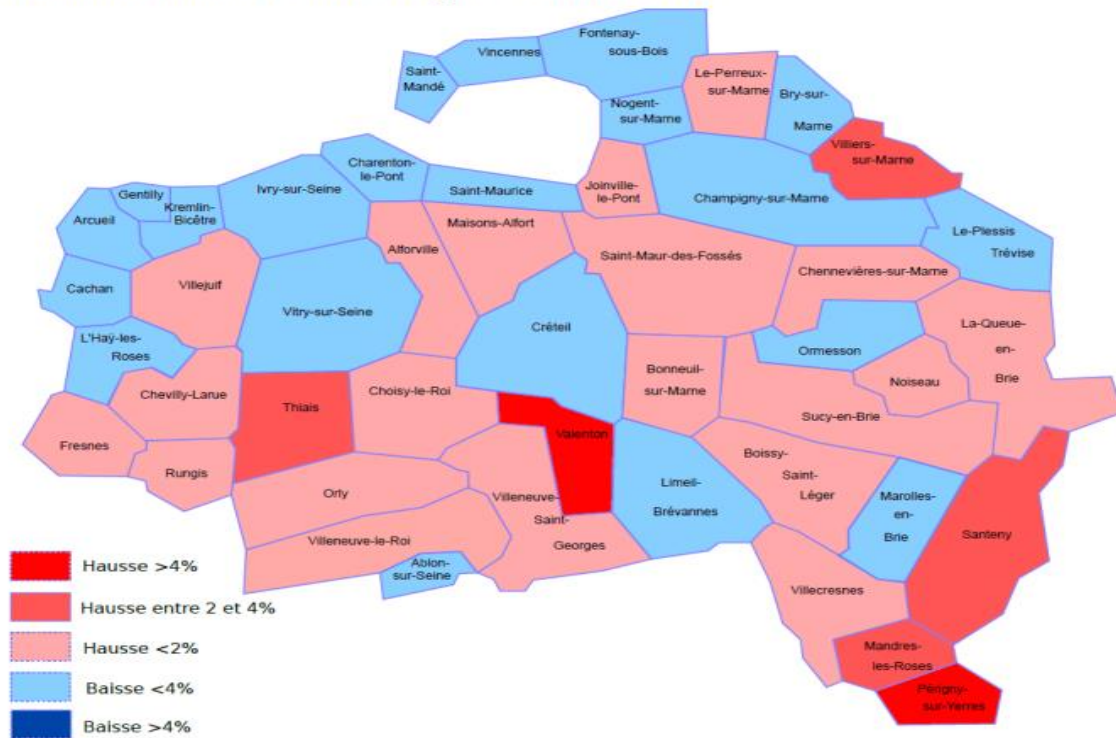 Fontenay-
sous-Bois
Vincennes
Saint-
Mandé
Le-Perreux-
sur-Marne
Bry-sur-
Marne
Nogent-
sur-Marne
Villiers-
sur-Marne
Charenton-
le-Pont
Ivry-sur-Seine
Gentilly
Kremlin-
Bicêtre
Arcueil
Saint-Maurice
Joinville-
le-Pont
Champigny-sur-Marne
Le-Plessis
Trévise
Maisons-Alfort
Alforville
Saint-Maur-des-Fossés
Chennevières-sur-Marne
Cachan
Villejuif
Vitry-sur-Seine
Créteil
L'Haÿ-les-
Roses
Ormesson
La-Queue-
en-
Brie
Bonneuil-
sur-Marne
Noiseau
Chevilly-Larue
Thiais
Choisy-le-Roi
Sucy-en-Brie
Valenton
Fresnes
Rungis
Boissy-
Saint-
Léger
Limeil-
Brévannes
Orly
Villeneuve-
Saint-
Georges
Marolles-
en-
Brie
Santeny
Villeneuve-le-Roi
Ablon-
sur-Seine
Villecresnes
Mandres-
les-Roses
Périgny-
sur-Yerres
Hausse >4%
Hausse entre 2 et 4%
Hausse <2%
Baisse <4%
Baisse >4%